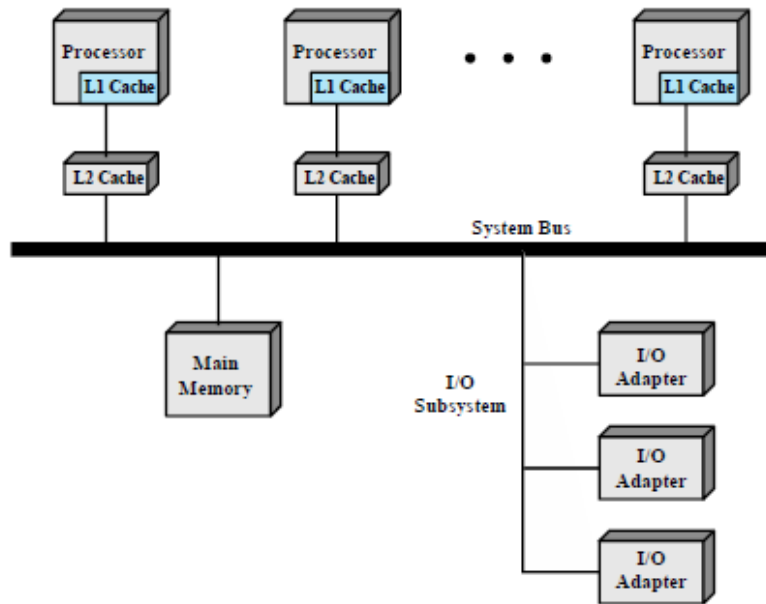 Processor
L1 Cache
Processor
L1 Cache
Processor
L1 Cache
L2 Cache
L2 Cache
L2 Cache
System Bus
Main
Memory
I/O
Subsystem
I/O
Adapter
I/O
Adapter
I/O
Adapter